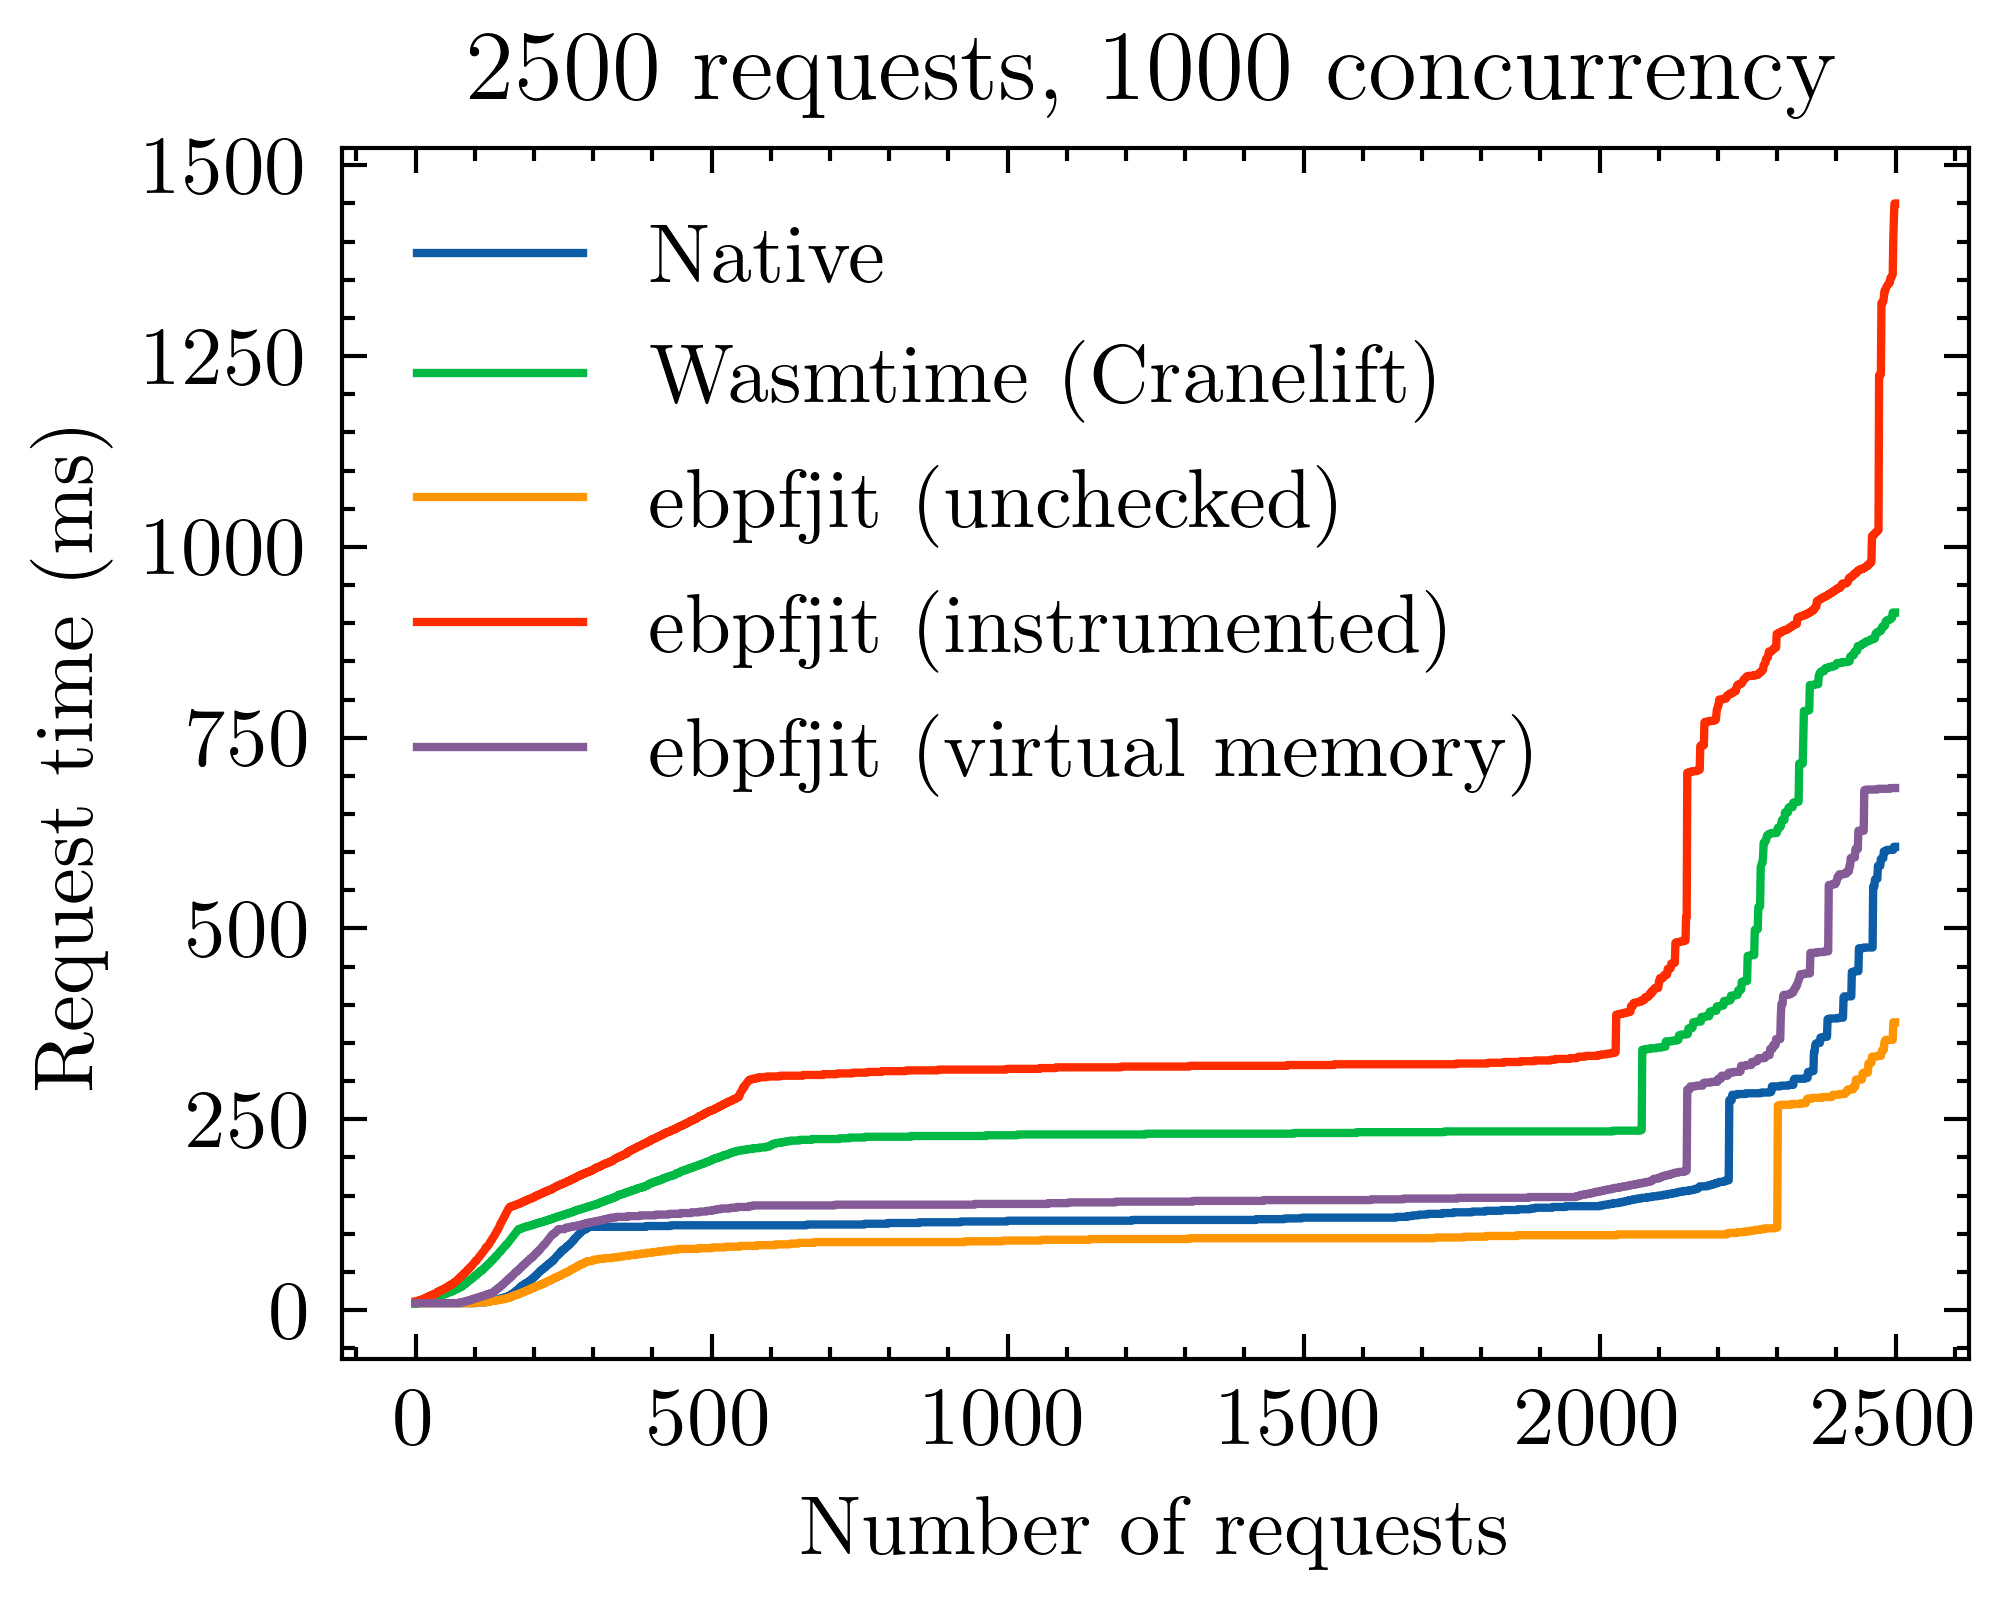 2500 requests, 1000 concurrency
1500
1250
1000
750
500
250
0
Request time (ms)
Native
Wasmtime (Cranelift)
ebpfjit (unchecked)
ebpfjit (instrumented)
ebpfjit (virtual memory)
0 500 1000 1500 2000 2500
Number of requests